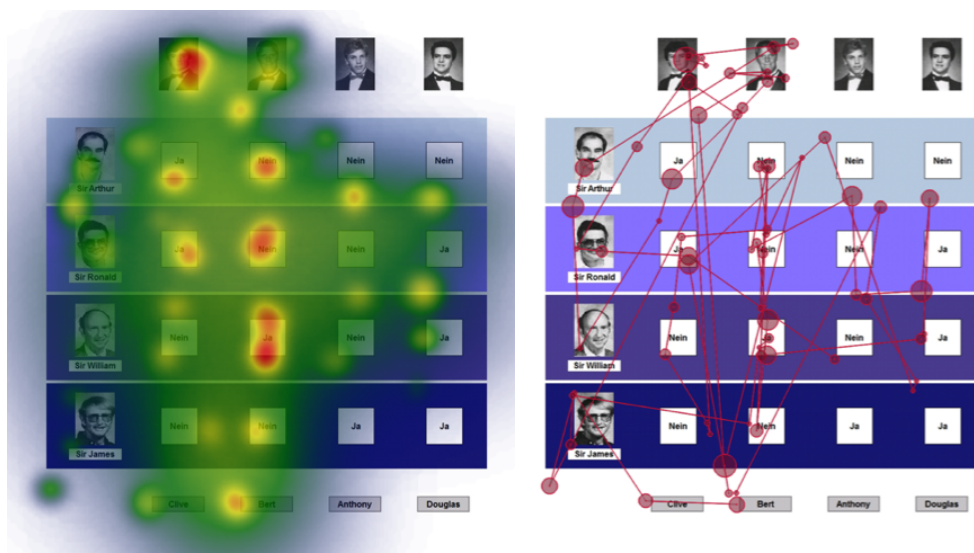 Ja Nein Nein Nein
Sir Arthur
Ja Nein Nein Ja
Sir Ronald
Nein Ja Nein Ja
Sir William
Nein Nein Ja Ja
Sir James
Clive Bert Anthony Douglas
Ja Nein Nein Nein
Sir Arthur
Ja Nein Nein Ja
Sir Ronald
Nein Ja Nein Ja
Sir William
Nein Nein Ja Ja
Sir James
Clive Bert Anthony Douglas